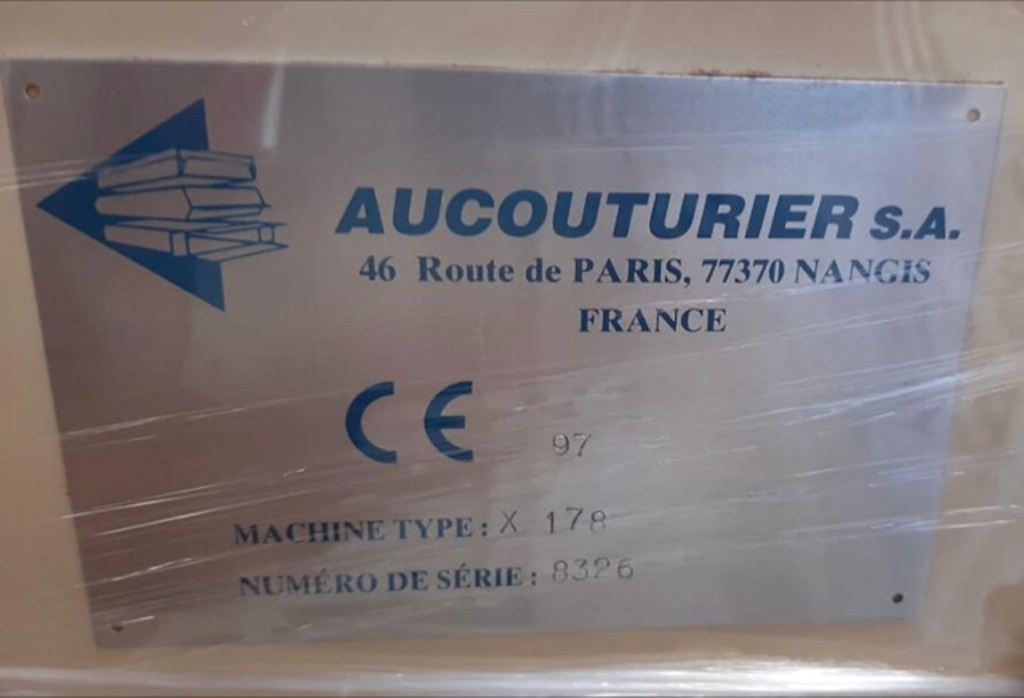 AUCOUTURIER S.A.
46 Route de PARIS, 77370 NANGIS
FRANCE
CE 97
MACHINE TYPE : X 178
NUMÉRO DE SÉRIE : 8326